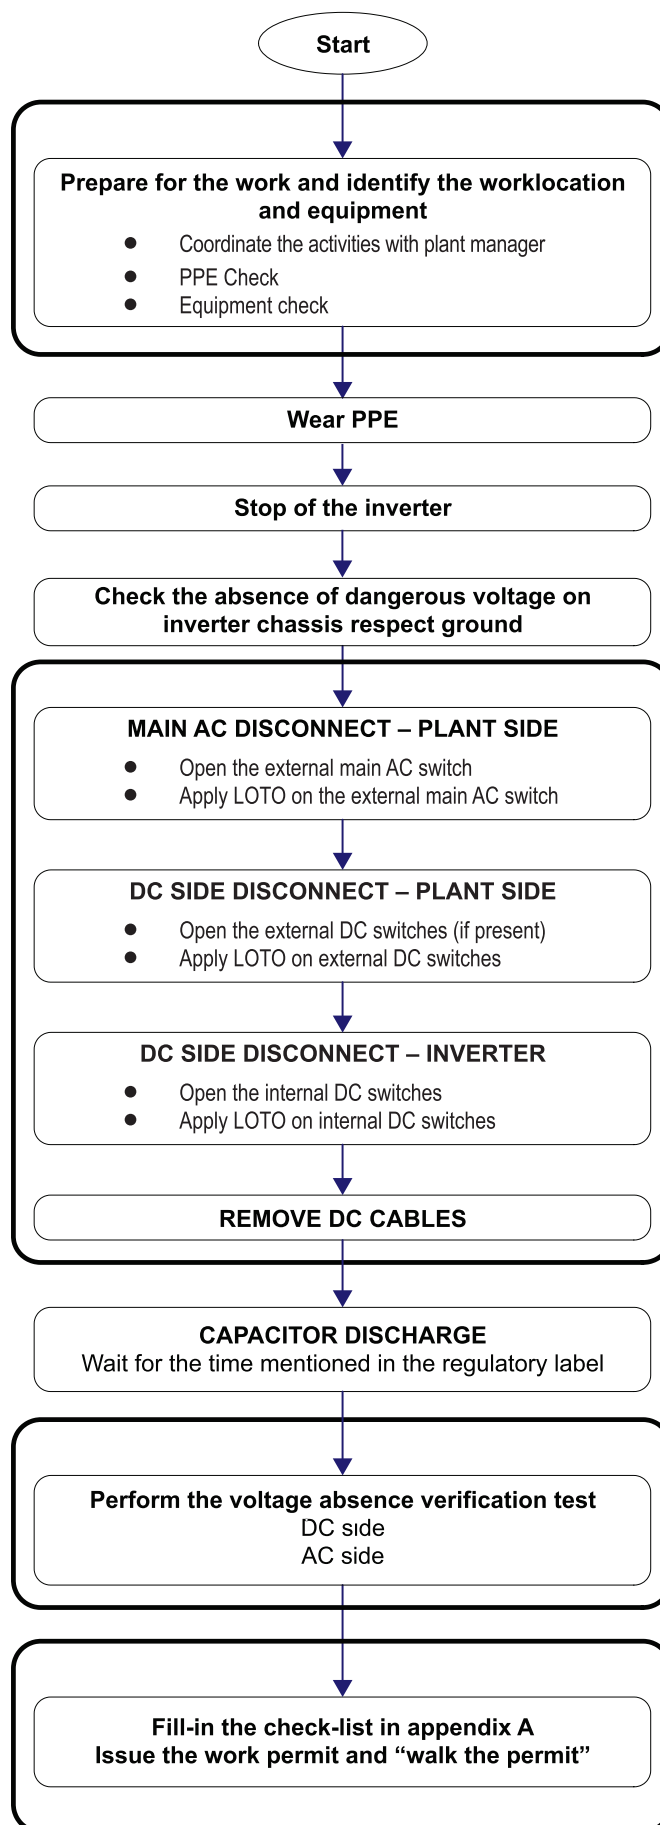 Start
Prepare for the work and identify the worklocation
and equipment
● Coordinate the activities with plant manager
● PPE Check
● Equipment check
Wear PPE
Stop of the inverter
Check the absence of dangerous voltage on
inverter chassis respect ground
MAIN AC DISCONNECT – PLANT SIDE
● Open the external main AC switch
● Apply LOTO on the external main AC switch
DC SIDE DISCONNECT – PLANT SIDE
● Open the external DC switches (if present)
● Apply LOTO on external DC switches
DC SIDE DISCONNECT – INVERTER
● Open the internal DC switches
● Apply LOTO on internal DC switches
REMOVE DC CABLES
CAPACITOR DISCHARGE
Wait for the time mentioned in the regulatory label
Perform the voltage absence verification test
DC side
AC side
Fill-in the check-list in appendix A
Issue the work permit and “walk the permit”